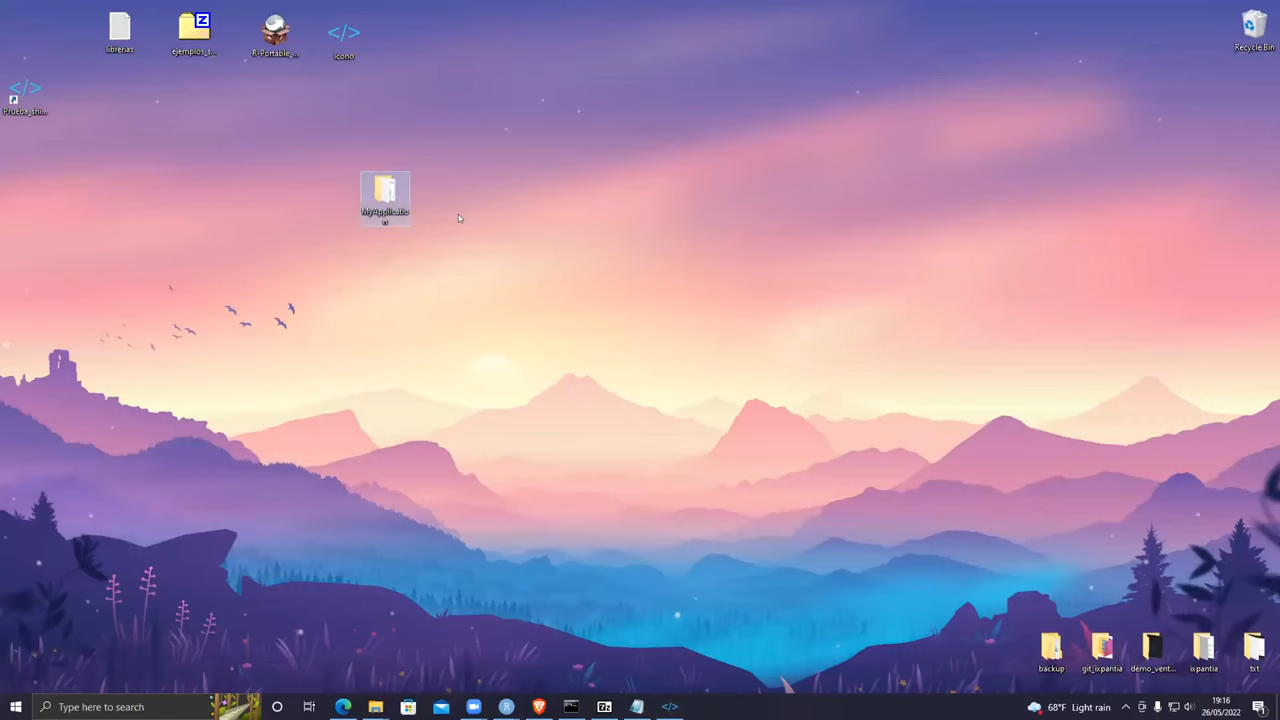 librerias
ejemplos_s...
R-Portable_...
icono
Recycle Bin
Prueba_shi...
MyApplicatio
n
backup
git_ixpantia
demo_vent...
ixpantia
txt
Type here to search
68°F Light rain
19:16
26/05/2022